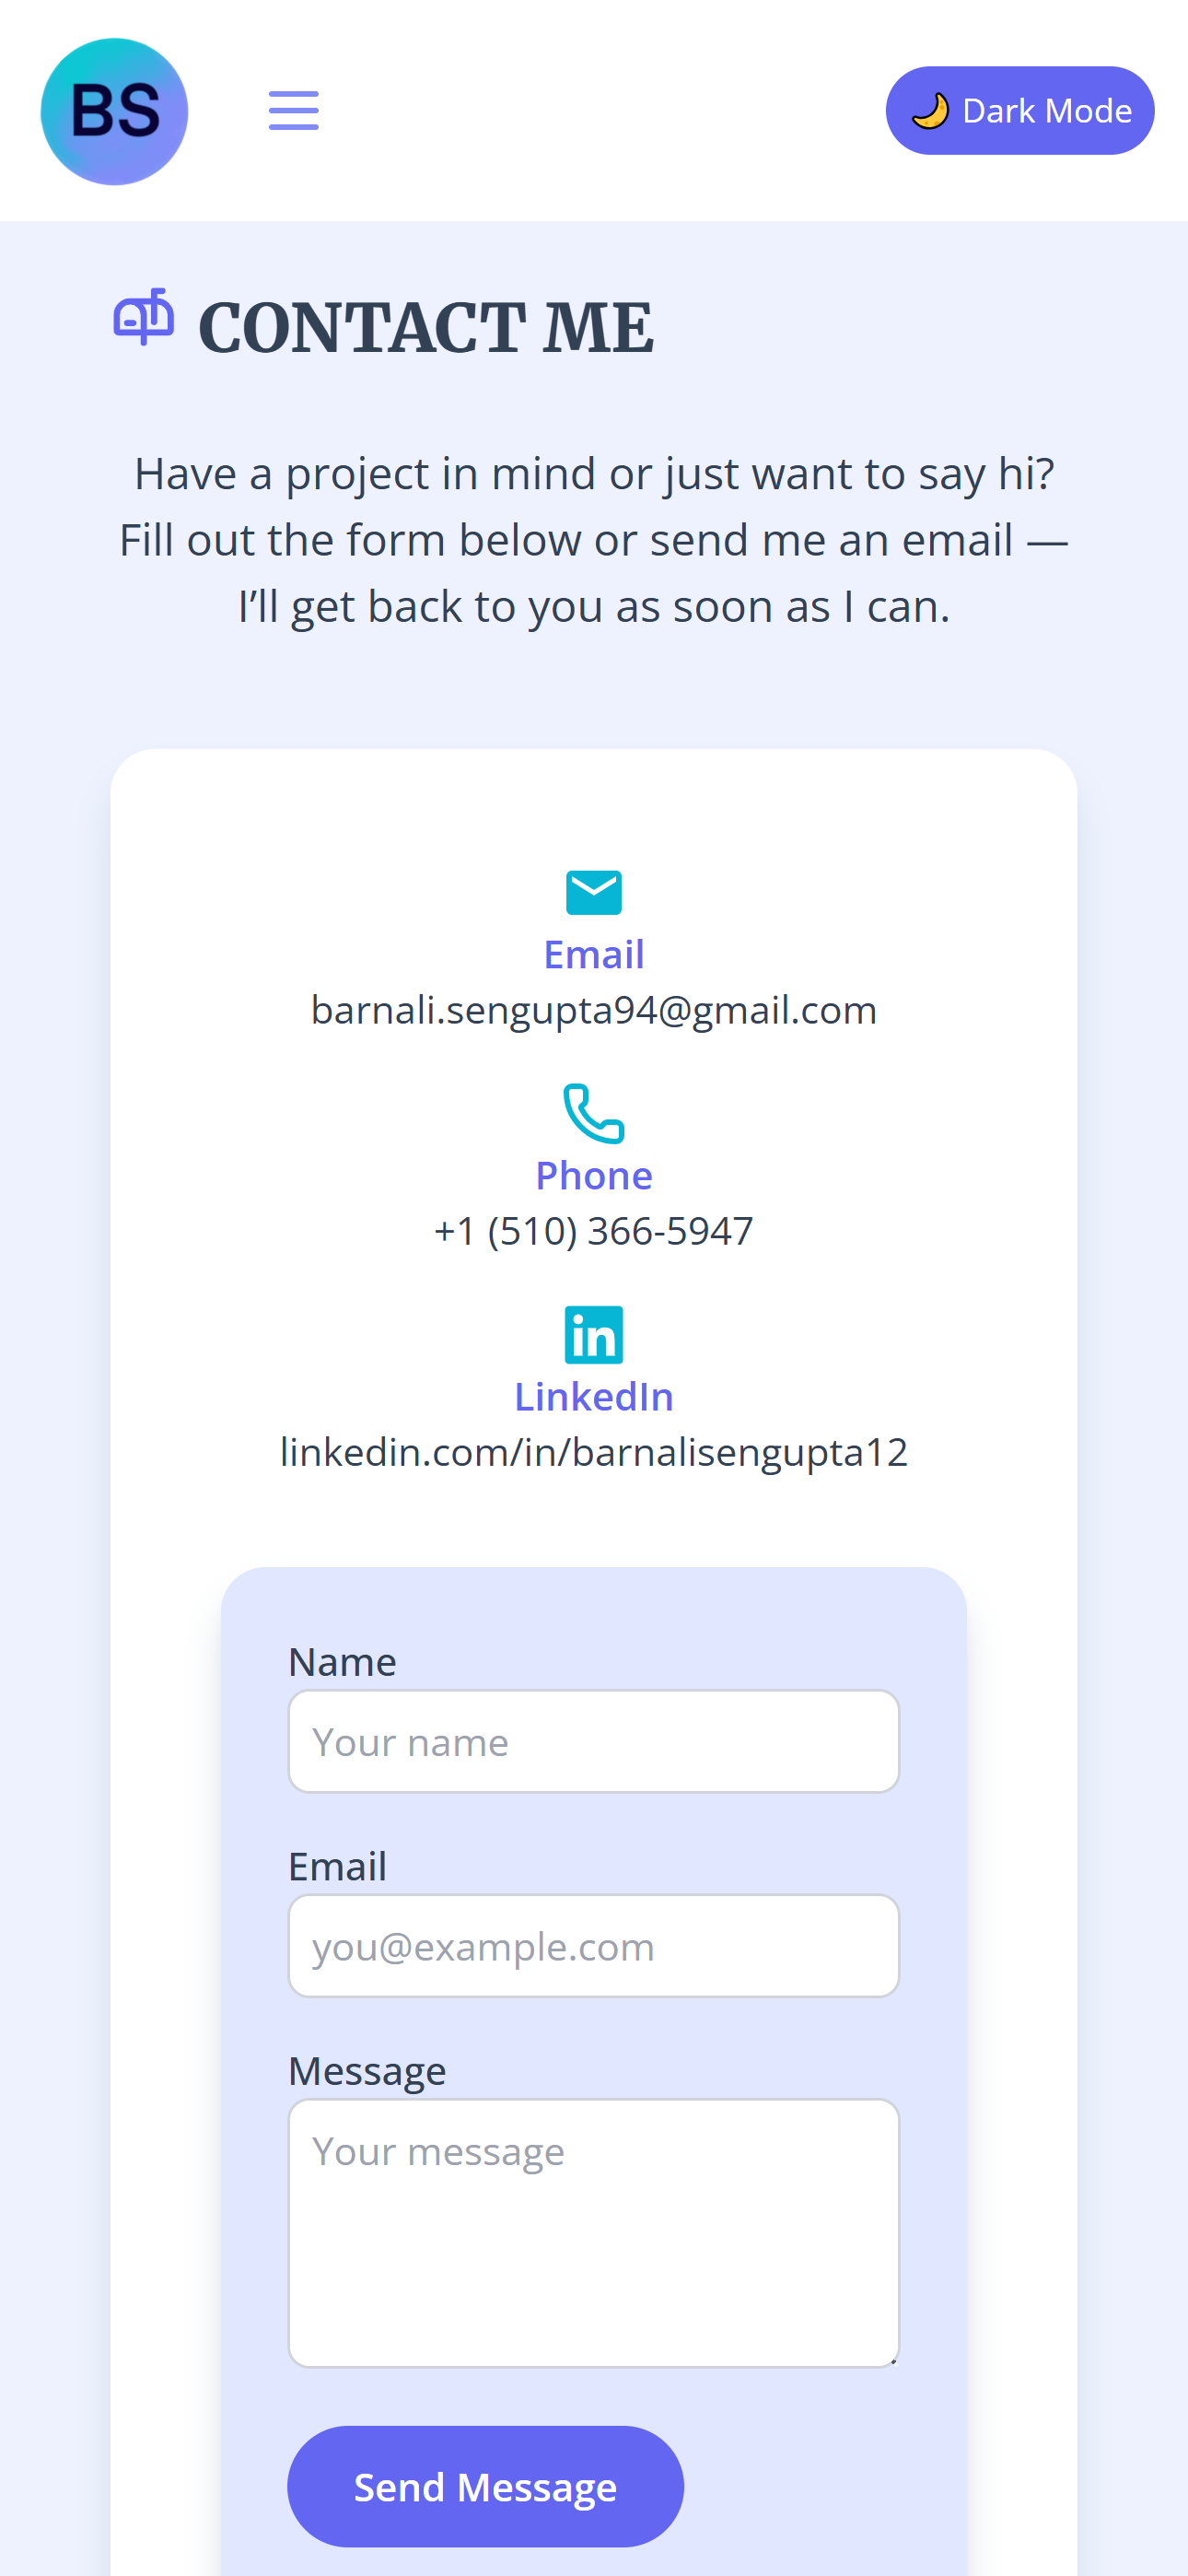 BS
🌙 Dark Mode
CONTACT ME
Have a project in mind or just want to say hi?
Fill out the form below or send me an email —
I’ll get back to you as soon as I can.
Email
barnali.sengupta94@gmail.com
Phone
+1 (510) 366-5947
in
LinkedIn
linkedin.com/in/barnalisengupta12
Name
Your name
Email
you@example.com
Message
Your message
Send Message